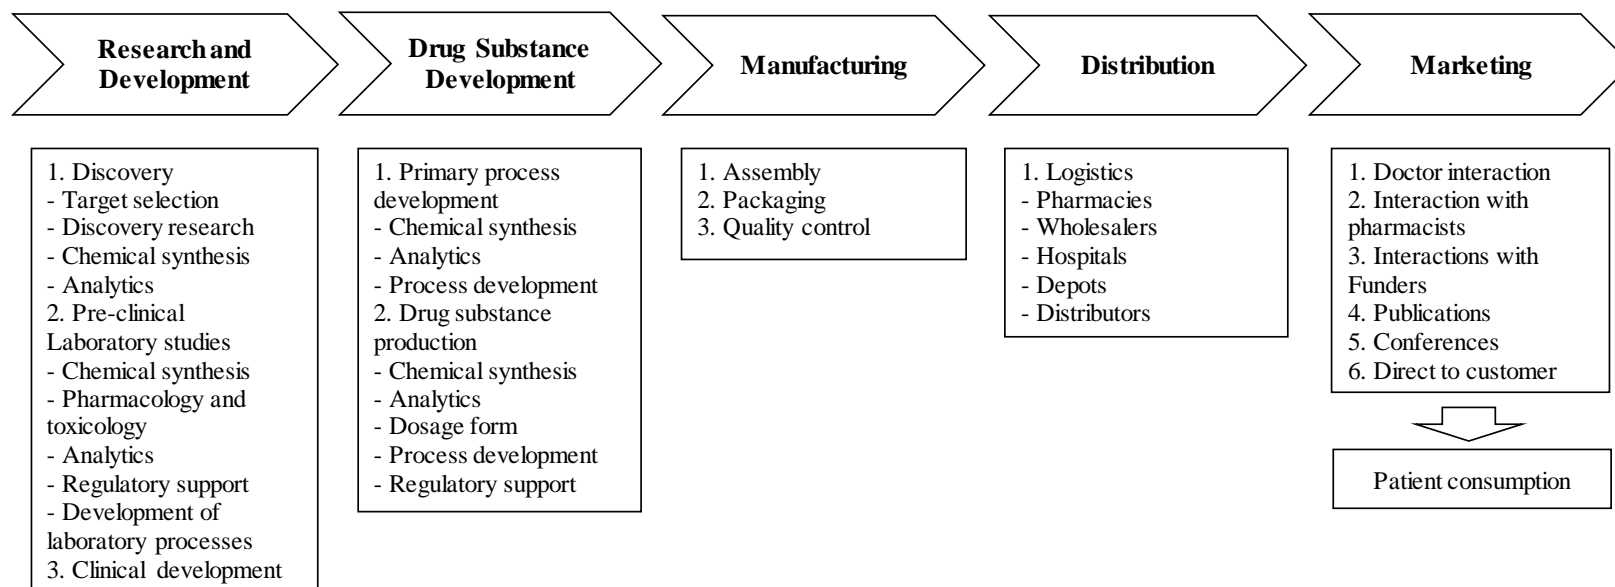 Research and
Development
Drug Substance
Development
Manufacturing
Distribution
Marketing
1. Discovery
- Target selection
- Discovery research
- Chemical synthesis
- Analytics
2. Pre-clinical
Laboratory studies
- Chemical synthesis
- Pharmacology and
toxicology
- Analytics
- Regulatory support
- Development of
laboratory processes
3. Clinical development
1. Primary process
development
- Chemical synthesis
- Analytics
- Process development
2. Drug substance
production
- Chemical synthesis
- Analytics
- Dosage form
- Process development
- Regulatory support
1. Assembly
2. Packaging
3. Quality control
1. Logistics
- Pharmacies
- Wholesalers
- Hospitals
- Depots
- Distributors
1. Doctor interaction
2. Interaction with
pharmacists
3. Interactions with
Funders
4. Publications
5. Conferences
6. Direct to customer
Patient consumption